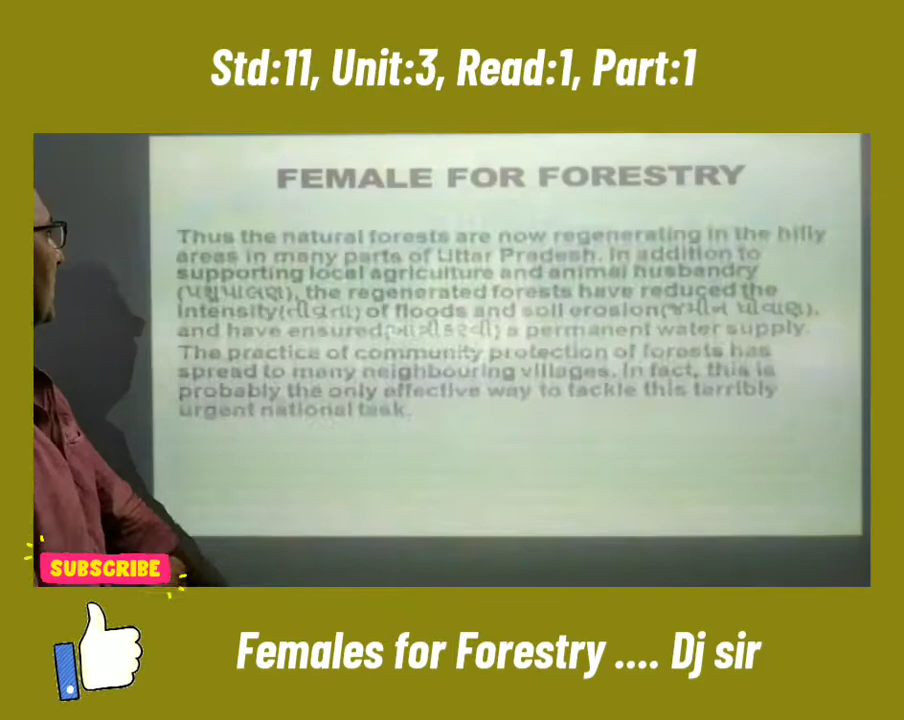 Std:11, Unit:3, Read:1, Part:1
FEMALE FOR FORESTRY
Thus the natural forests are now regenerating in the hilly
areas in many parts of Uttar Pradesh. In addition to
supporting local agriculture and animal husbandry
(પશુપાલણ), the regenerated forests have reduced the
intensity(તીવ્રતા) of floods and soil erosion(જમીન ધોવાણ),
and have ensured a permanent water supply.
The practice of community protection of forests has
spread to many neighbouring villages. In fact, this is
probably the only effective way to tackle this terribly
urgent national task.
SUBSCRIBE
Females for Forestry .... Dj sir